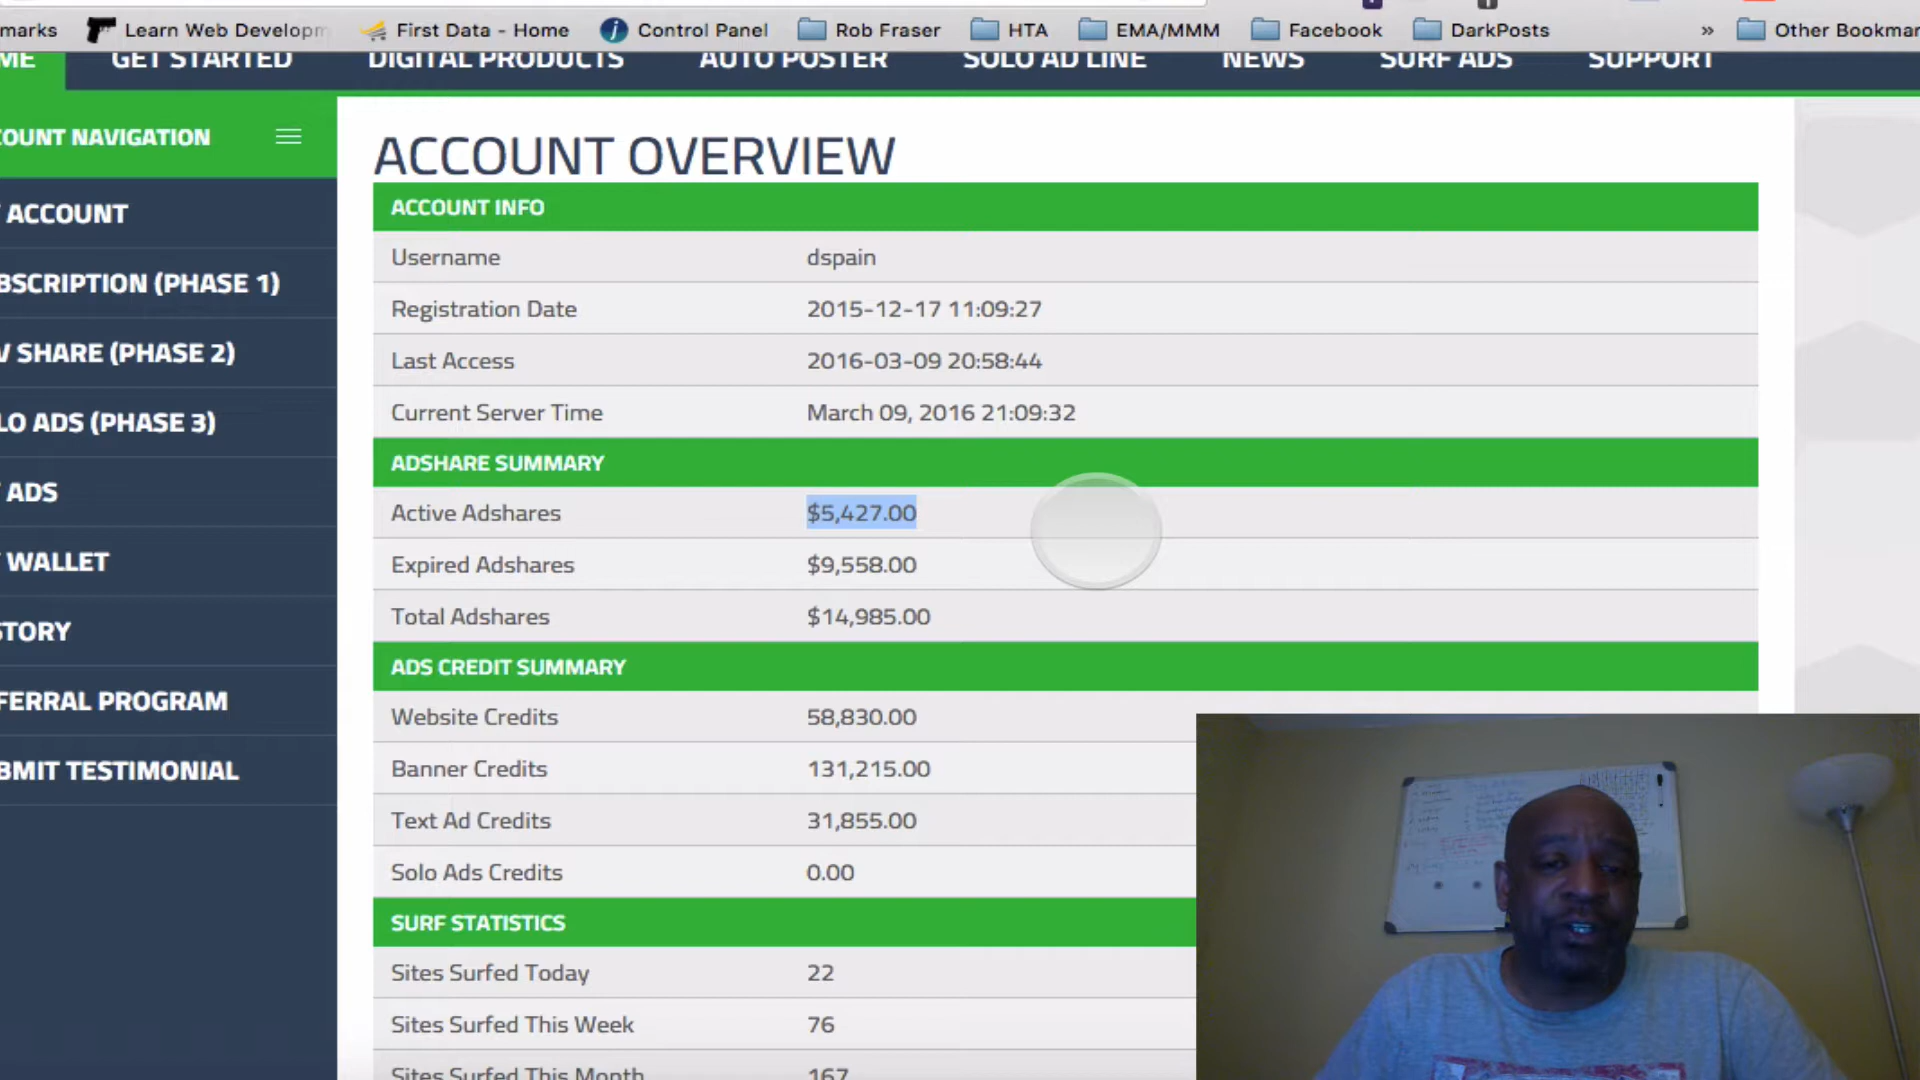 marks Learn Web Developm First Data - Home Control Panel Rob Fraser HTA EMA/MMM Facebook DarkPosts » Other Bookmar
ME GET STARTED DIGITAL PRODUCTS AUTO POSTER SOLO AD LINE NEWS SURF ADS SUPPORT
COUNT NAVIGATION
ACCOUNT
BSCRIPTION (PHASE 1)
SHARE (PHASE 2)
LO ADS (PHASE 3)
ADS
WALLET
STORY
FERRAL PROGRAM
BMIT TESTIMONIAL
ACCOUNT OVERVIEW
ACCOUNT INFO
Username dspain
Registration Date 2015-12-17 11:09:27
Last Access 2016-03-09 20:58:44
Current Server Time March 09, 2016 21:09:32
ADSHARE SUMMARY
Active Adshares $5,427.00
Expired Adshares $9,558.00
Total Adshares $14,985.00
ADS CREDIT SUMMARY
Website Credits 58,830.00
Banner Credits 131,215.00
Text Ad Credits 31,855.00
Solo Ads Credits 0.00
SURF STATISTICS
Sites Surfed Today 22
Sites Surfed This Week 76
Sites Surfed This Month 167